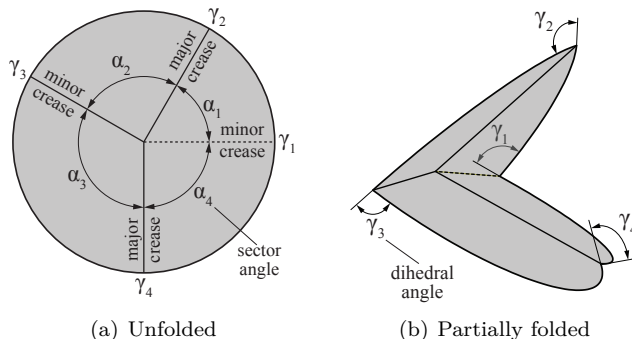 γ2
γ3
minor
crease
α2
major
crease
α1
minor
crease
γ1
α3
α4
major
crease
γ4
sector
angle
(a) Unfolded
γ2
γ1
γ3
γ4
dihedral
angle
(b) Partially folded